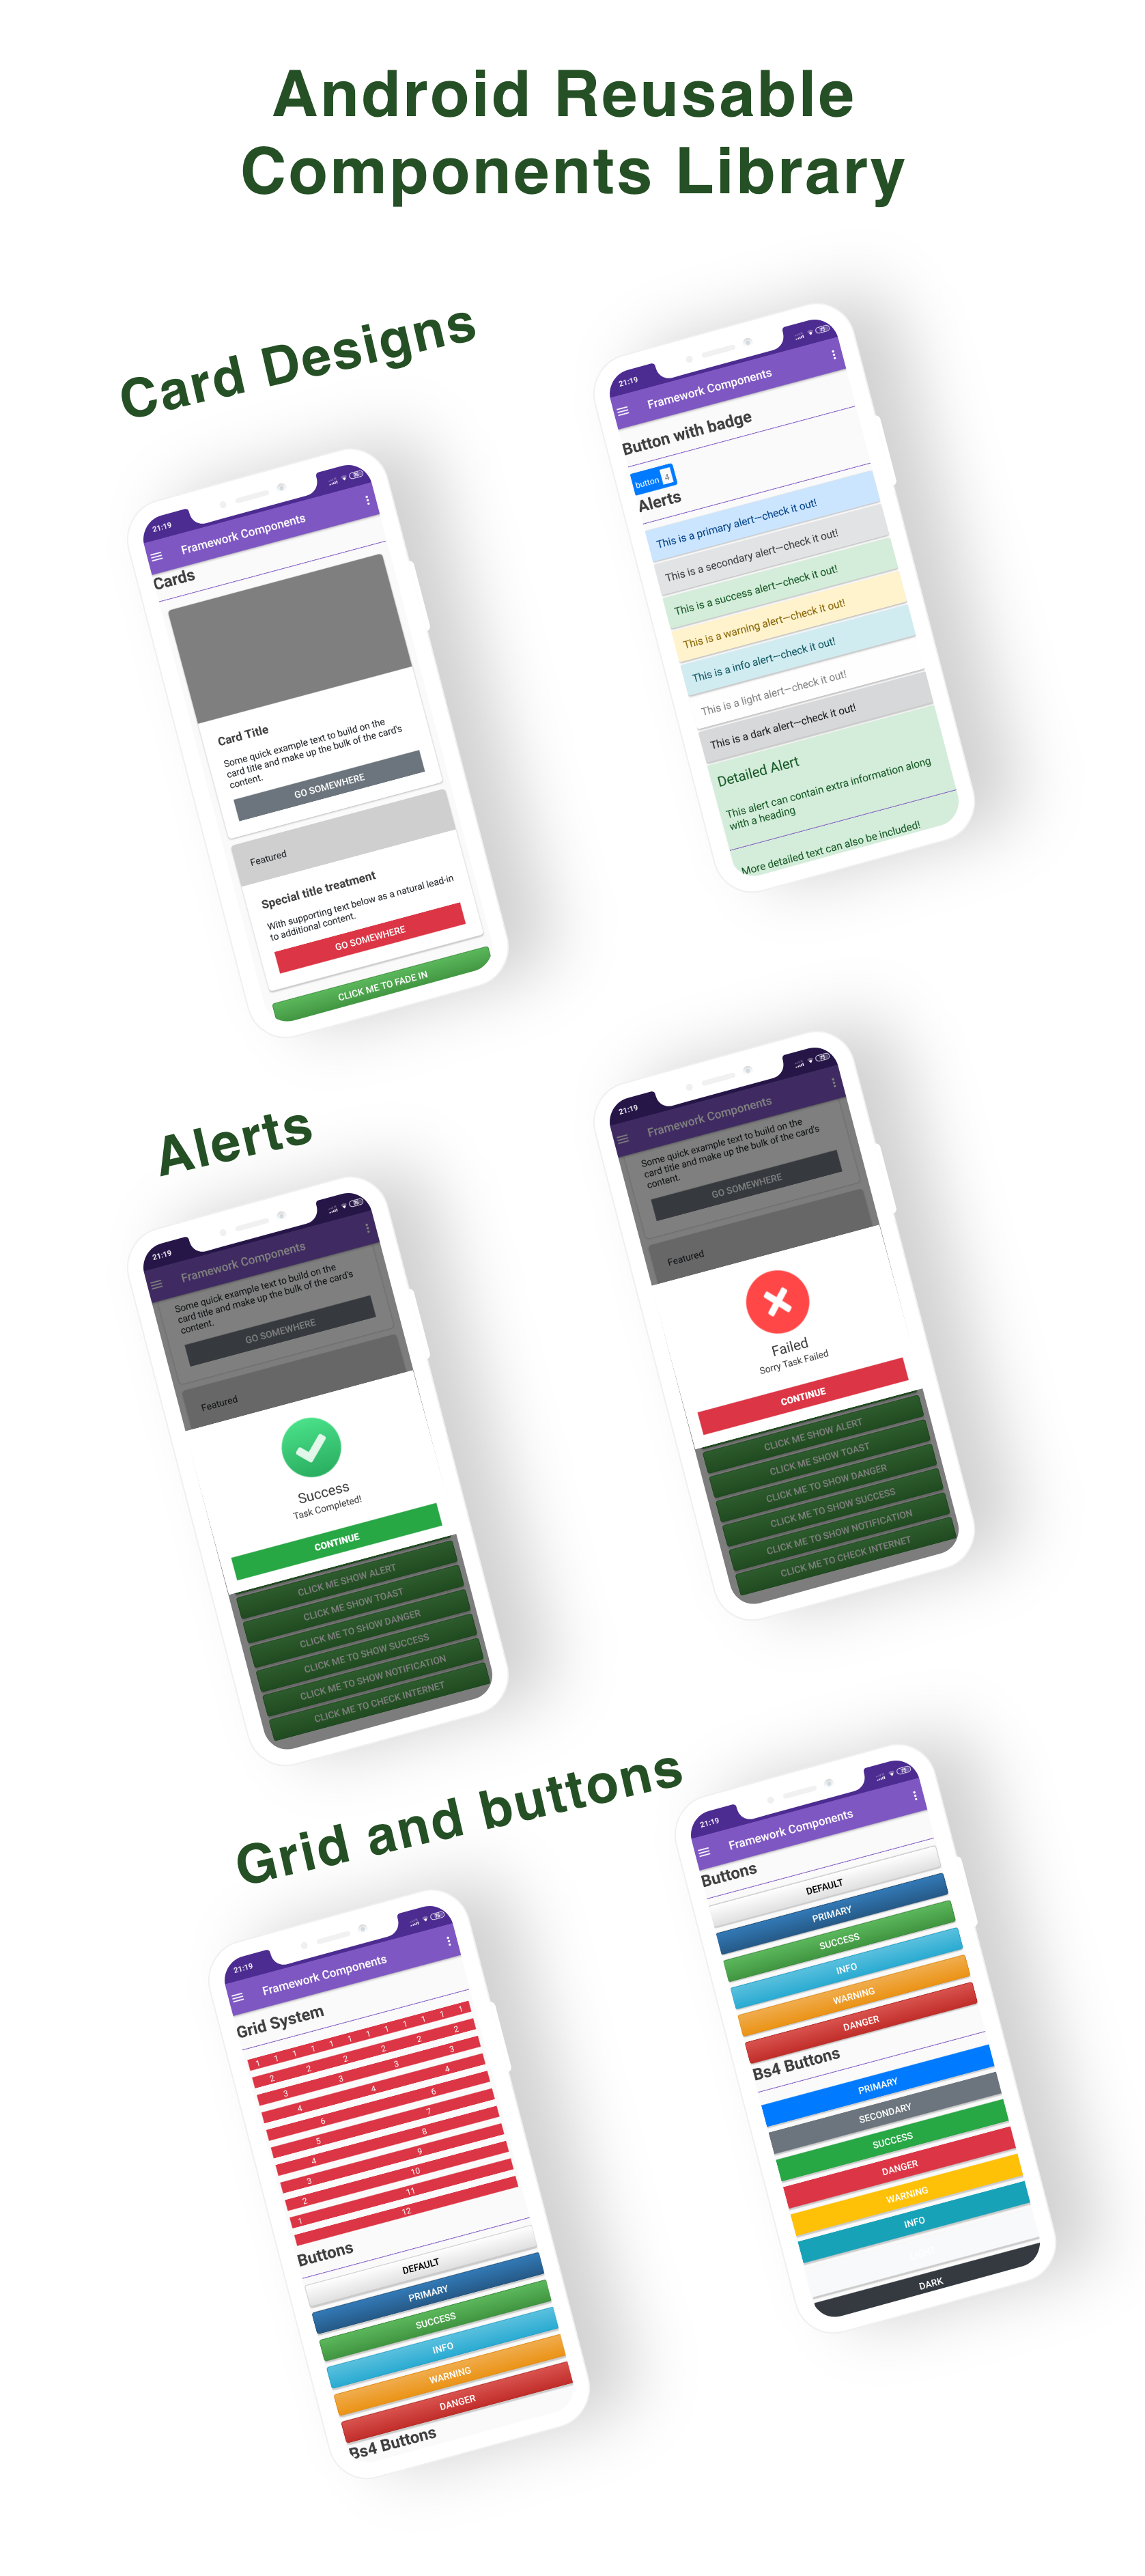 Android Reusable
Components Library
Card Designs
21:19
Framework Components
Cards
Card Title
Some quick example text to build on the
card title and make up the bulk of the card's
content.
GO SOMEWHERE
Featured
Special title treatment
With supporting text below as a natural lead-in
to additional content.
GO SOMEWHERE
CLICK ME TO FADE IN
21:19
Framework Components
Button with badge
button 4
Alerts
This is a primary alert—check it out!
This is a secondary alert—check it out!
This is a success alert—check it out!
This is a warning alert—check it out!
This is a info alert—check it out!
This is a light alert—check it out!
This is a dark alert—check it out!
Detailed Alert
This alert can contain extra information along
with a heading
More detailed text can also be included!
Alerts
21:19
Framework Components
Some quick example text to build on the
card title and make up the bulk of the card's
content.
GO SOMEWHERE
Featured
Success
Task Completed!
CONTINUE
CLICK ME SHOW ALERT
CLICK ME SHOW TOAST
CLICK ME TO SHOW DANGER
CLICK ME TO SHOW SUCCESS
CLICK ME TO SHOW NOTIFICATION
CLICK ME TO CHECK INTERNET
21:19
Framework Components
Some quick example text to build on the
card title and make up the bulk of the card's
content.
GO SOMEWHERE
Featured
Failed
Sorry Task Failed
CONTINUE
CLICK ME SHOW ALERT
CLICK ME SHOW TOAST
CLICK ME TO SHOW DANGER
CLICK ME TO SHOW SUCCESS
CLICK ME TO SHOW NOTIFICATION
CLICK ME TO CHECK INTERNET
Grid and buttons
21:19
Framework Components
Grid System
1 1 1 1 1 1 1 1 1 1 1 1
2 2 2 2 2 2
3 3 3 3
4 4 4
6 6
5 7
4 8
3 9
2 10
1 11
12
Buttons
DEFAULT
PRIMARY
SUCCESS
INFO
WARNING
DANGER
Bs4 Buttons
21:19
Framework Components
Buttons
DEFAULT
PRIMARY
SUCCESS
INFO
WARNING
DANGER
Bs4 Buttons
PRIMARY
SECONDARY
SUCCESS
DANGER
WARNING
INFO
DARK